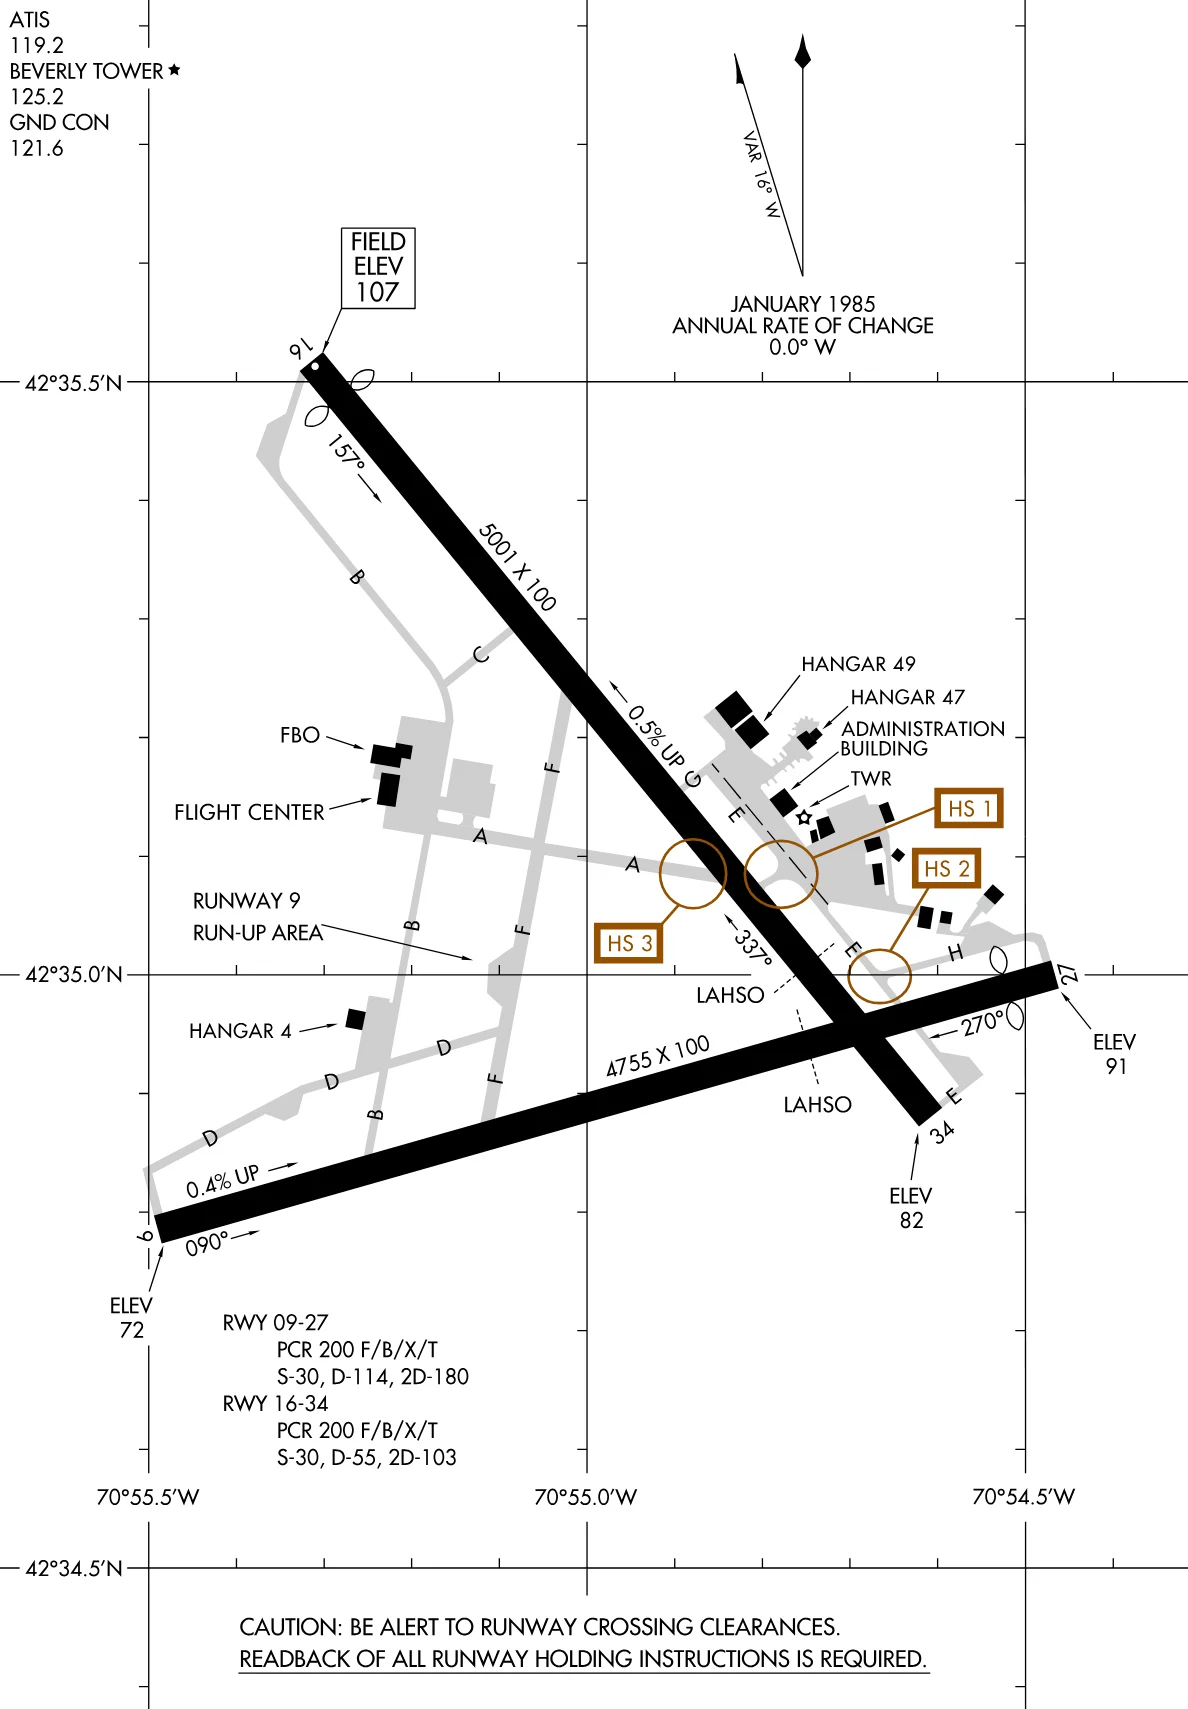 ATIS
119.2
BEVERLY TOWER
125.2
GND CON
121.6
VAR 16° W
JANUARY 1985
ANNUAL RATE OF CHANGE
0.0° W
FIELD
ELEV
107
16
42°35.5'N
157°
5001 X 100
B
C
HANGAR 49
HANGAR 47
ADMINISTRATION
BUILDING
TWR
0.5% UP
G
E
FBO
F
FLIGHT CENTER
HS 1
A
A
HS 2
RUNWAY 9
RUN-UP AREA
B
F
HS 3
337°
E
H
42°35.0'N
27
LAHSO
270°
HANGAR 4
D
4755 X 100
ELEV
91
D
F
LAHSO
E
B
34
D
0.4% UP
ELEV
82
9
090°
ELEV
72
RWY 09-27
PCR 200 F/B/X/T
S-30, D-114, 2D-180
RWY 16-34
PCR 200 F/B/X/T
S-30, D-55, 2D-103
70°55.5'W
70°55.0'W
70°54.5'W
42°34.5'N
CAUTION: BE ALERT TO RUNWAY CROSSING CLEARANCES.
READBACK OF ALL RUNWAY HOLDING INSTRUCTIONS IS REQUIRED.